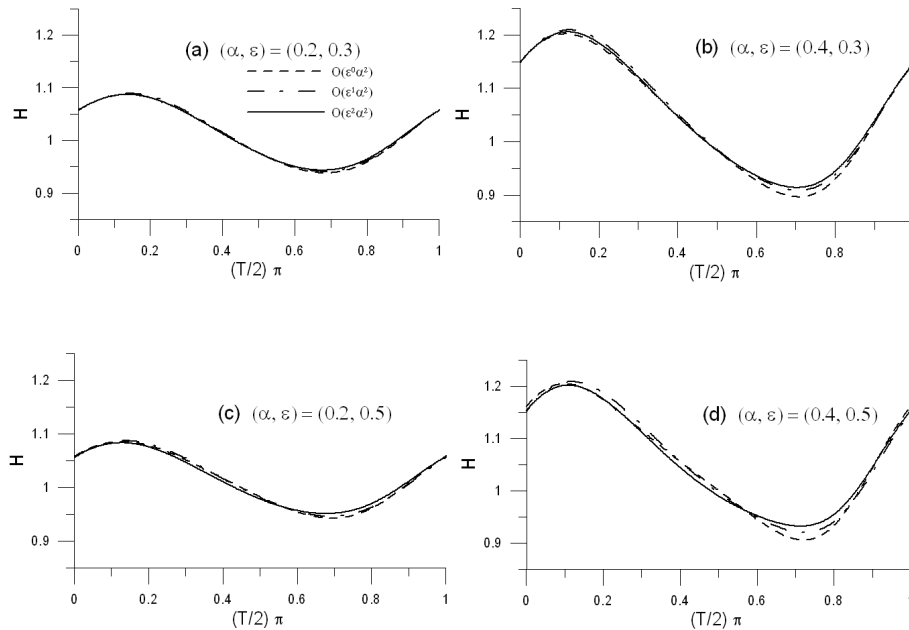 (a) (α, ε) = (0.2, 0.3)
O(ε⁰α²)
O(ε¹α²)
O(ε²α²)
H
1.2
1.1
1
0.9
0
0.2
0.4
0.6
0.8
1
(T/2) π
(b) (α, ε) = (0.4, 0.3)
H
1.2
1.1
1
0.9
0
0.2
0.4
0.6
0.8
(T/2) π
(c) (α, ε) = (0.2, 0.5)
H
1.2
1.1
1
0.9
0
0.2
0.4
0.6
0.8
1
(T/2) π
(d) (α, ε) = (0.4, 0.5)
H
1.2
1.1
1
0.9
0
0.2
0.4
0.6
0.8
(T/2) π